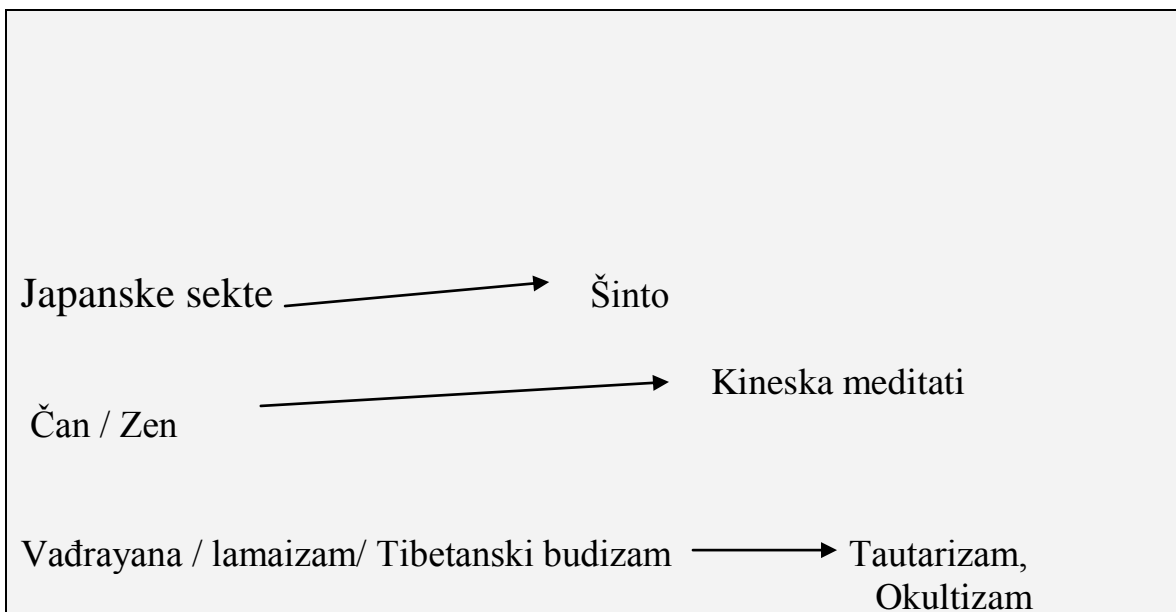 Japanske sekte Šinto
Kineska meditati
Čan / Zen
Vađrayana / lamaizam/ Tibetanski budizam Tautarizam,
Okultizam